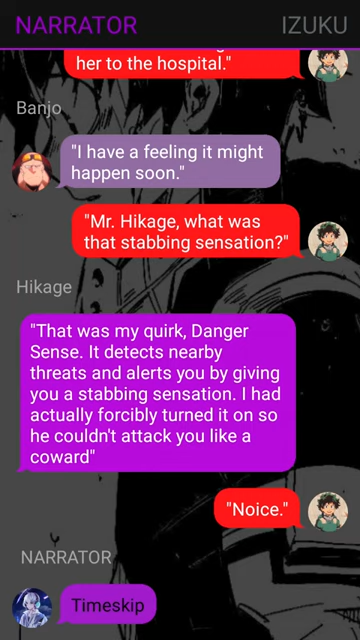 NARRATOR
IZUKU
her to the hospital."
Banjo
"I have a feeling it might
happen soon."
"Mr. Hikage, what was
that stabbing sensation?"
Hikage
"That was my quirk, Danger
Sense. It detects nearby
threats and alerts you by giving
you a stabbing sensation. I had
actually forcibly turned it on so
he couldn't attack you like a
coward"
"Noice."
NARRATOR
Timeskip